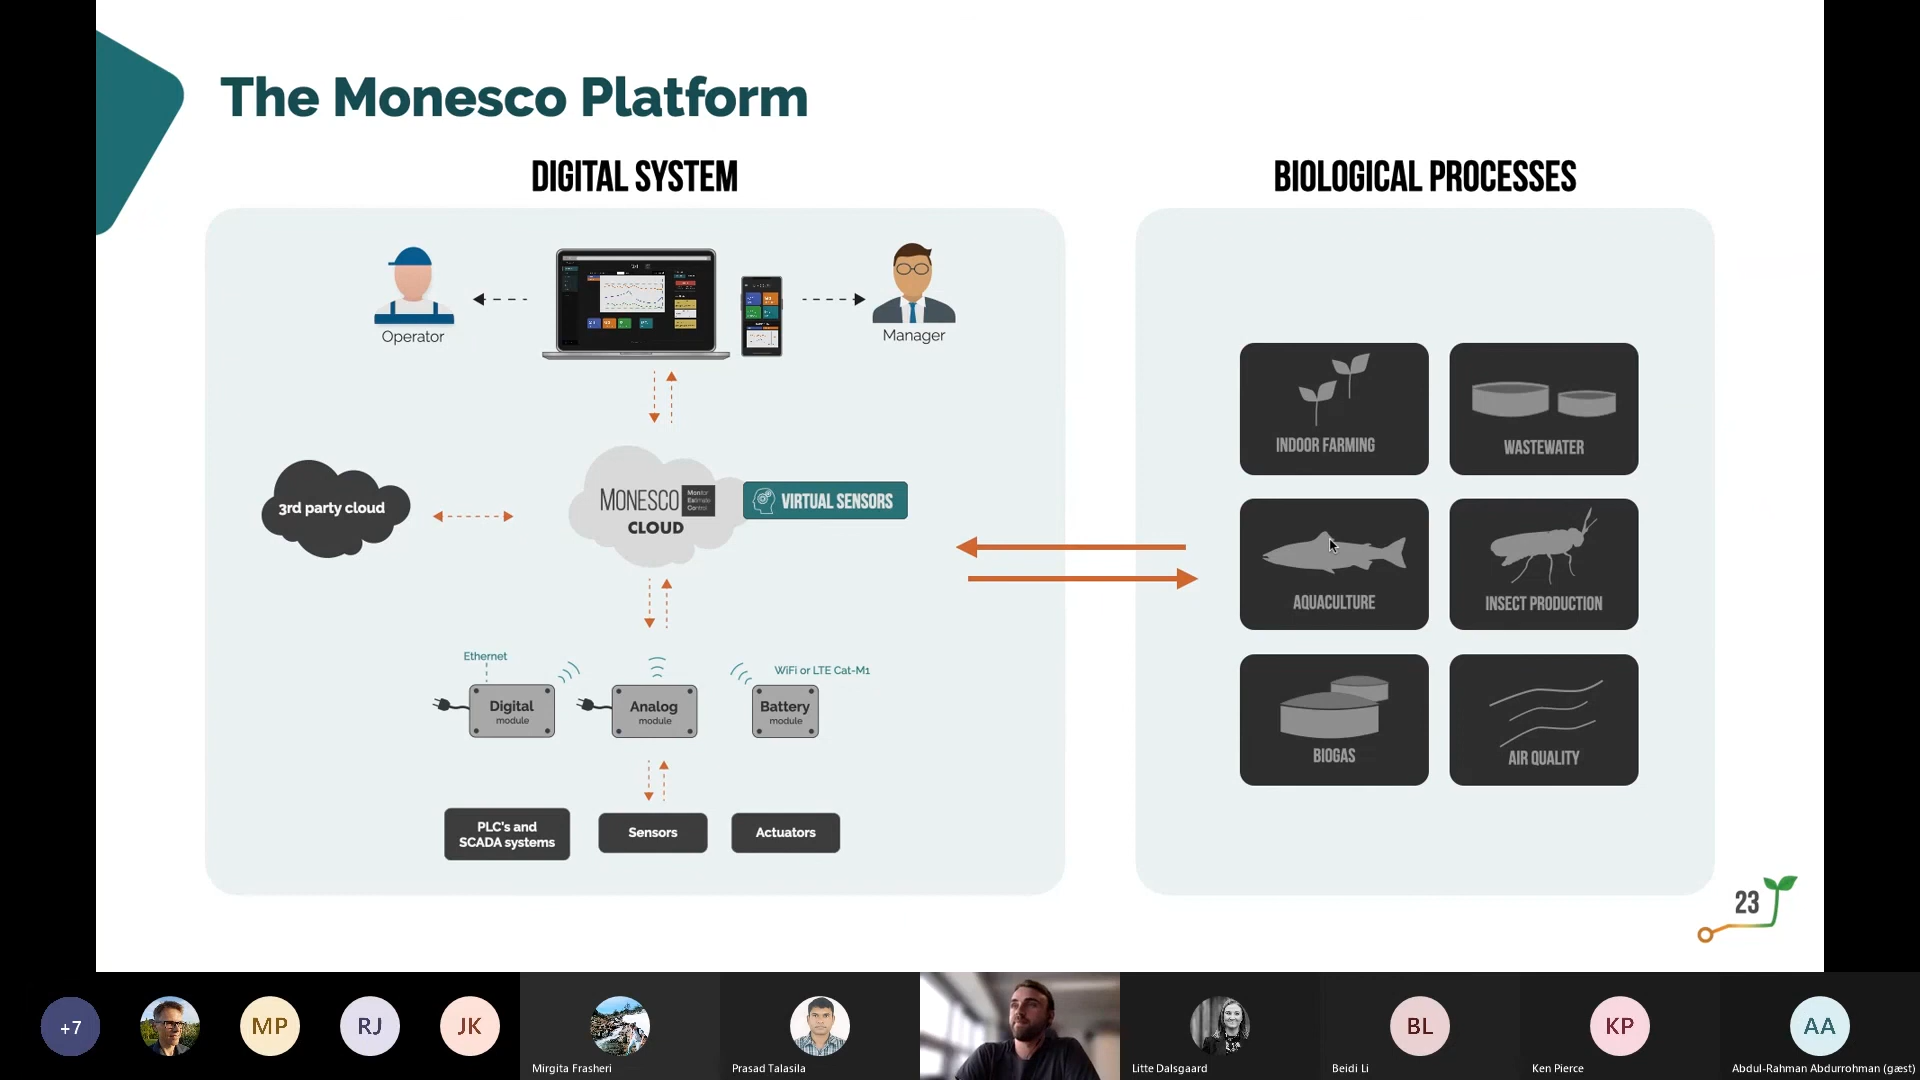 The Monesco Platform
DIGITAL SYSTEM
BIOLOGICAL PROCESSES
Operator
Manager
3rd party cloud
MONESCO
Monitor
Estimate
Control
CLOUD
VIRTUAL SENSORS
Ethernet
WiFi or LTE Cat-M1
Digital
module
Analog
module
Battery
module
PLC's and
SCADA systems
Sensors
Actuators
INDOOR FARMING
WASTEWATER
AQUACULTURE
INSECT PRODUCTION
BIOGAS
AIR QUALITY
23
+7
MP
RJ
JK
Mirgita Frasheri
Prasad Talasila
Litte Dalsgaard
BL
Beidi Li
KP
Ken Pierce
AA
Abdul-Rahman Abdurrohman (gæst)